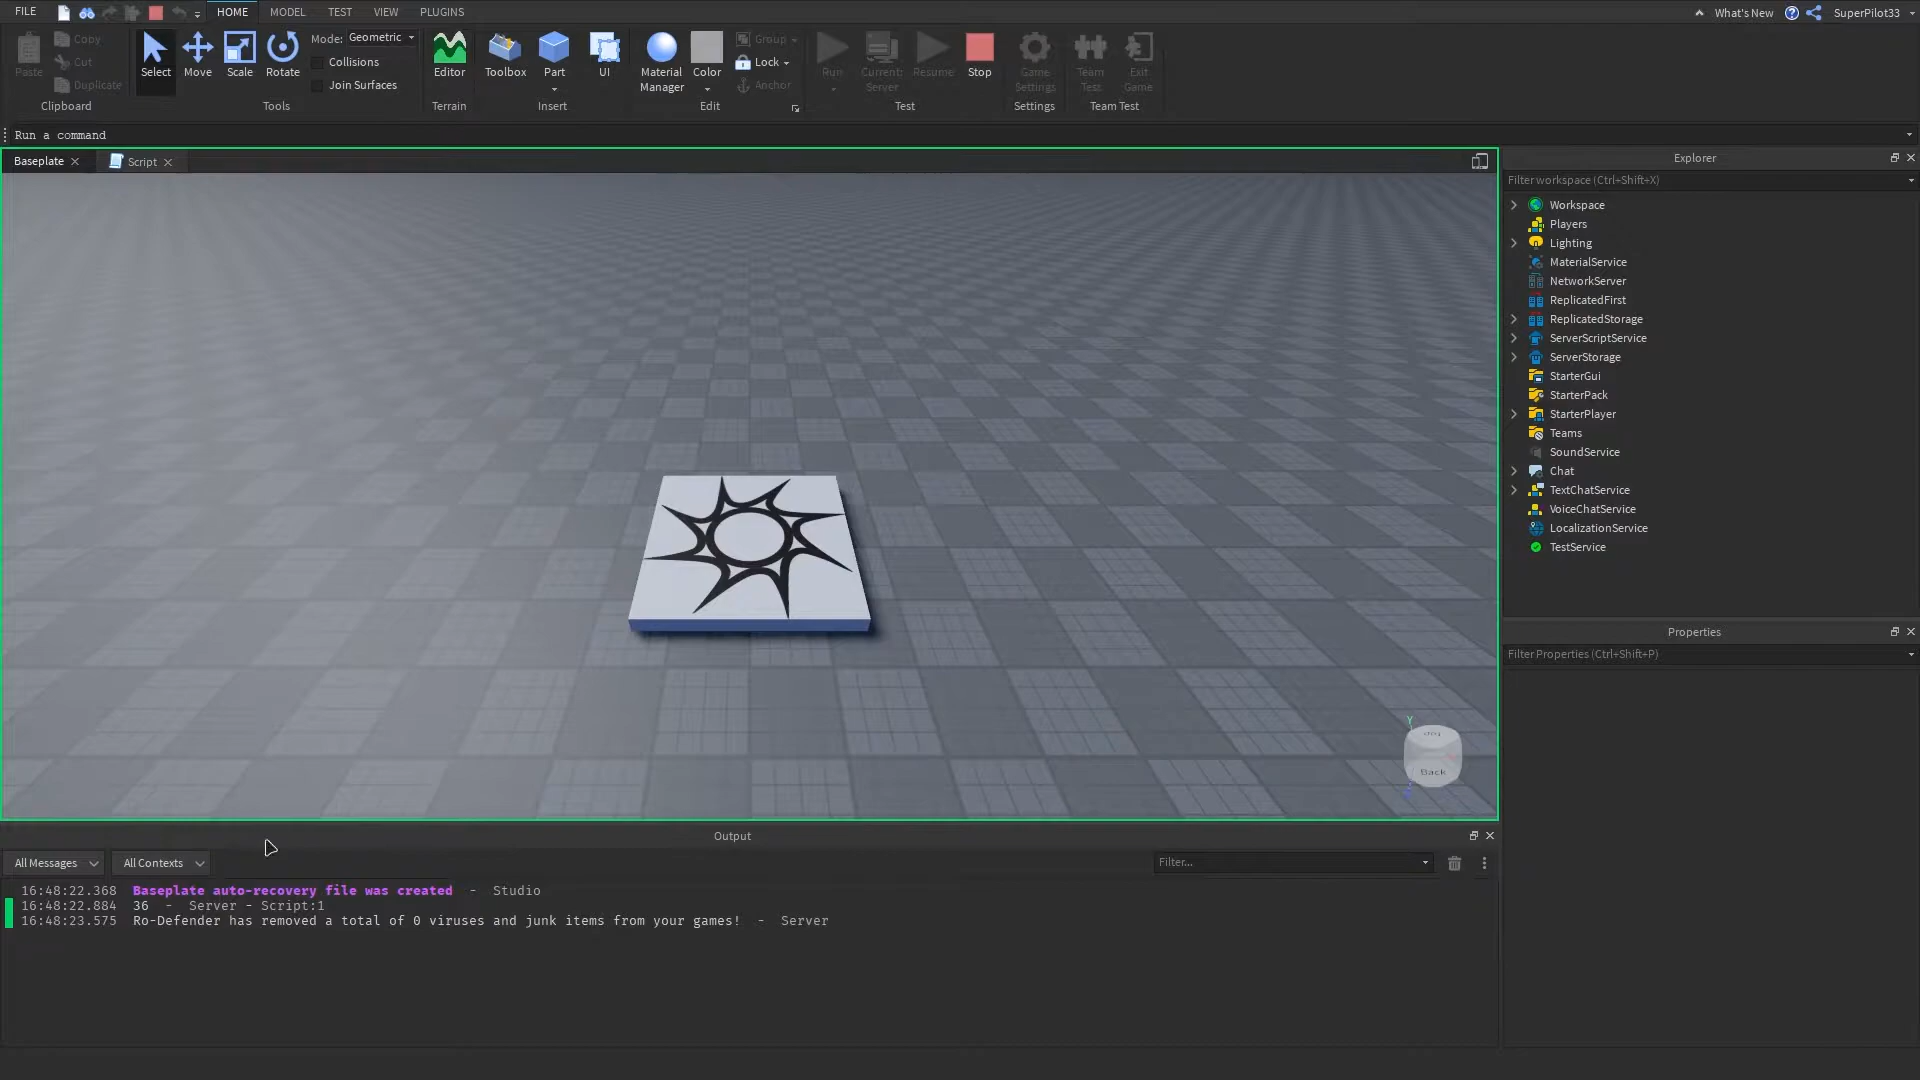 FILE HOME MODEL TEST VIEW PLUGINS What's New SuperPilot33
Paste Copy Cut Duplicate Clipboard
Select Move Scale Rotate Tools
Mode: Geometric
Collisions
Join Surfaces
Editor Terrain
Toolbox Part UI Insert
Material Manager Color Group Lock Anchor Edit
Run Current: Server Resume Stop Test
Game Settings Settings
Team Test Exit Game Team Test
Run a command
Baseplate Script
Explorer
Filter workspace (Ctrl+Shift+X)
Workspace
Players
Lighting
MaterialService
NetworkServer
ReplicatedFirst
ReplicatedStorage
ServerScriptService
ServerStorage
StarterGui
StarterPack
StarterPlayer
Teams
SoundService
Chat
TextChatService
VoiceChatService
LocalizationService
TestService
Properties
Filter Properties (Ctrl+Shift+P)
Y
Back
Output
All Messages All Contexts Filter...
16:48:22.368 Baseplate auto-recovery file was created - Studio
16:48:22.884 36 - Server - Script:1
16:48:23.575 Ro-Defender has removed a total of 0 viruses and junk items from your games! - Server